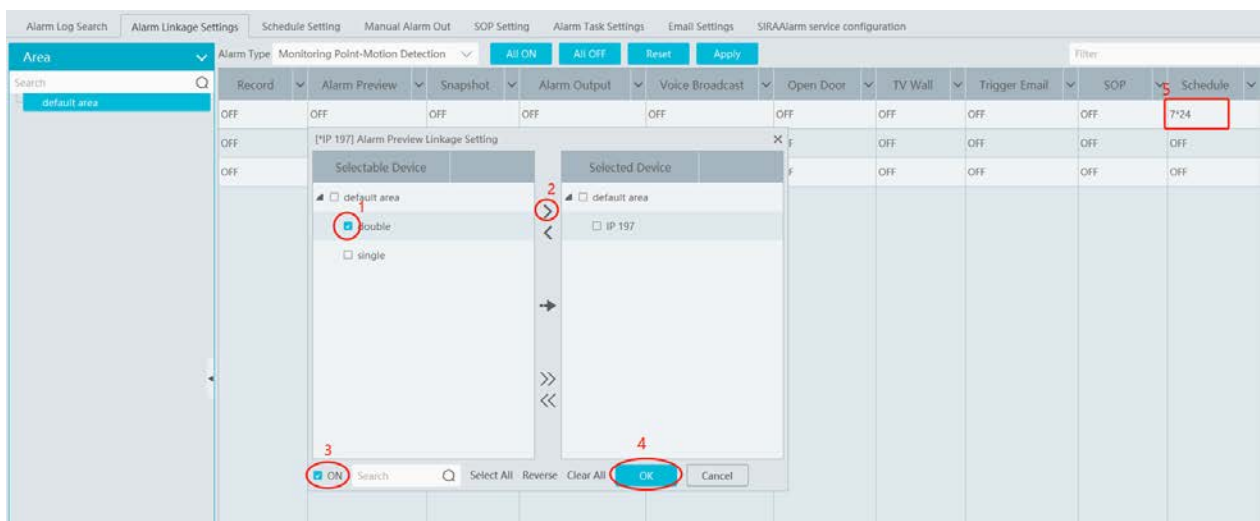 Alarm Log Search Alarm Linkage Settings Schedule Setting Manual Alarm Out SOP Setting Alarm Task Settings Email Settings SIRAAlarm service configuration
Area Alarm Type Monitoring Point-Motion Detection All ON All OFF Reset Apply Filter
Search Record Alarm Preview Snapshot Alarm Output Voice Broadcast Open Door TV Wall Trigger Email SOP 5 Schedule
default area
OFF OFF OFF OFF OFF OFF OFF OFF OFF 7*24
OFF [*IP 197] Alarm Preview Linkage Setting F OFF OFF OFF OFF
OFF Selectable Device Selected Device F OFF OFF OFF OFF
default area 2 default area
1 double IP 197
single
3 4
ON Search Select All Reverse Clear All OK Cancel